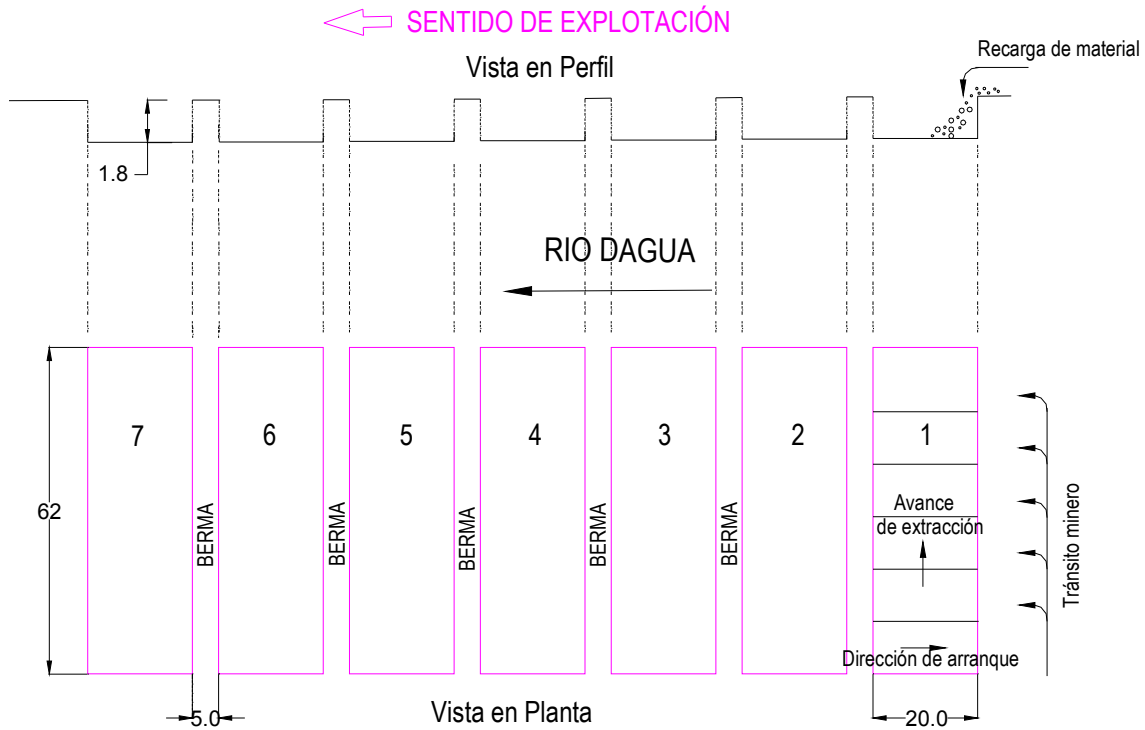 SENTIDO DE EXPLOTACIÓN
Vista en Perfil
Recarga de material
1.8
RIO DAGUA
7
6
5
4
3
2
1
62
BERMA
BERMA
BERMA
BERMA
BERMA
Avance
de extracción
Tránsito minero
Dirección de arranque
5.0
Vista en Planta
20.0